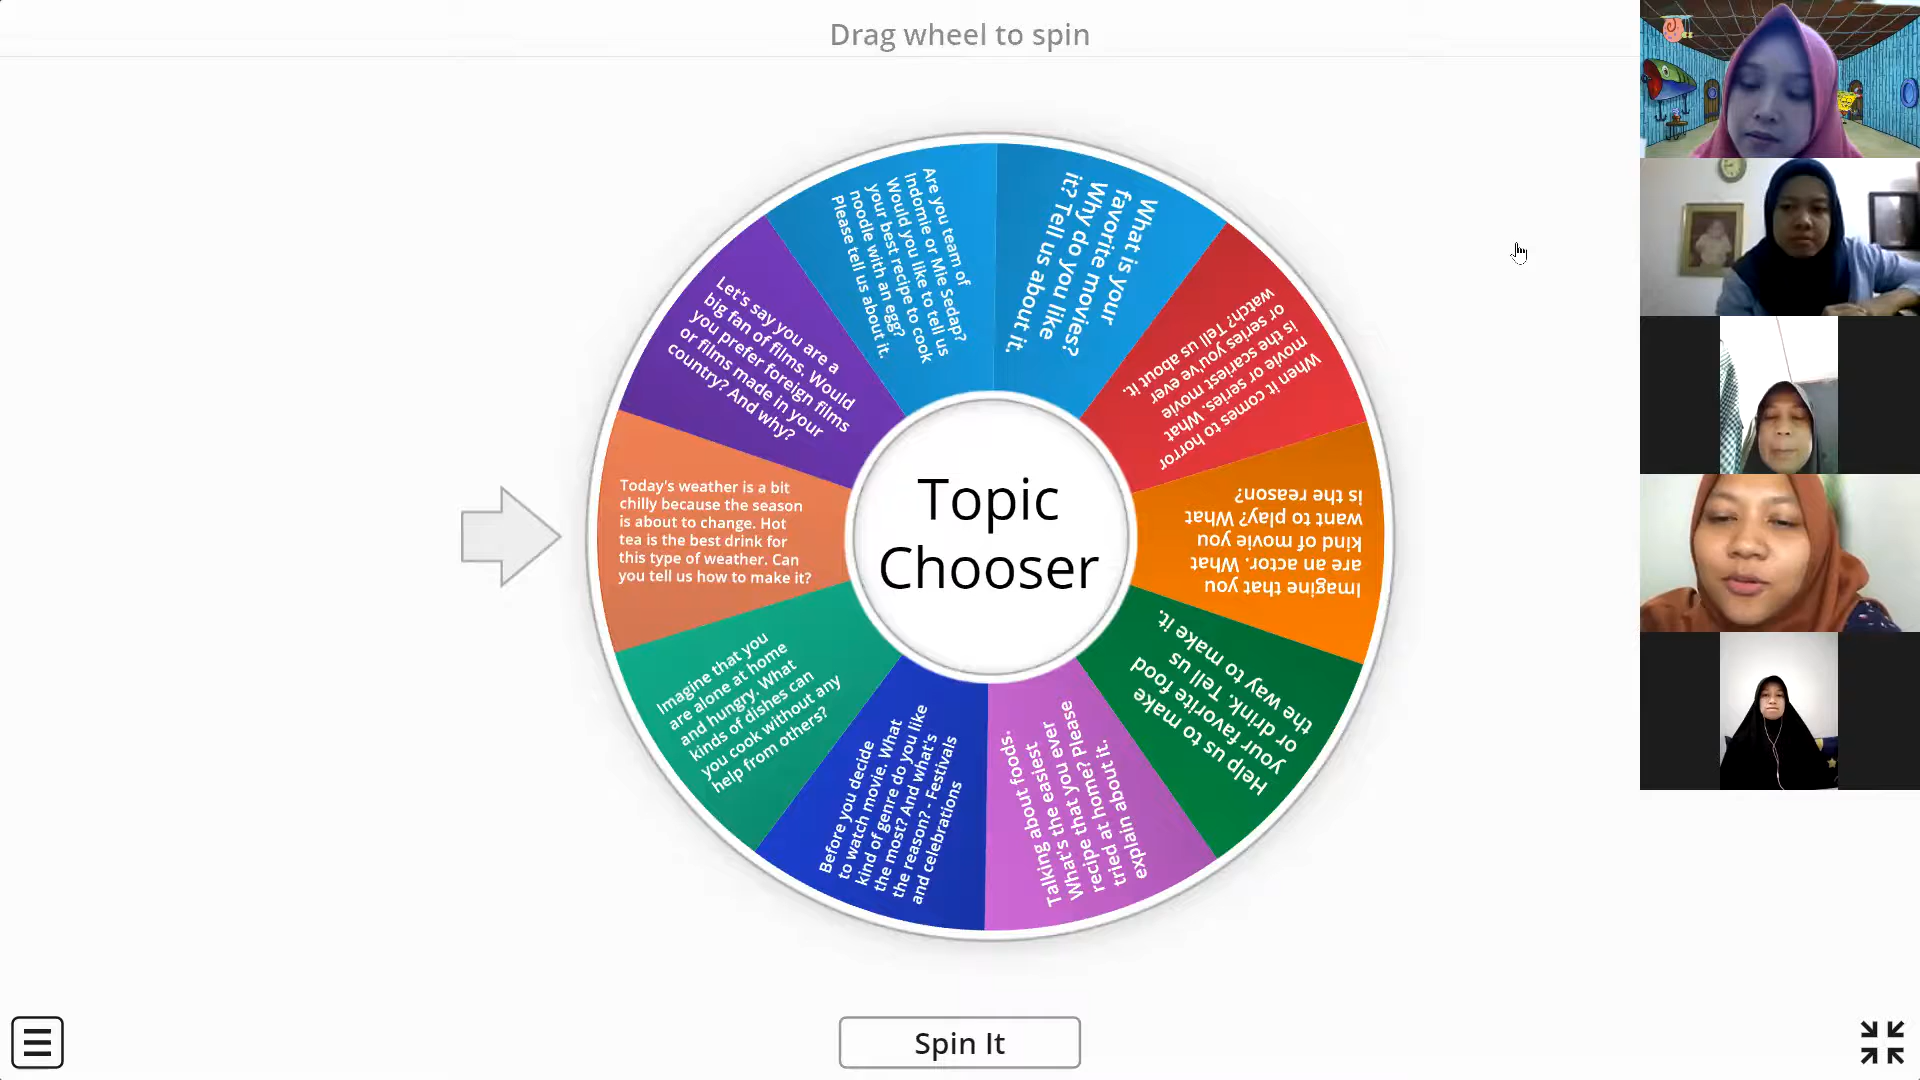 Drag wheel to spin
Are you team of
Indomie or Mie Sedap?
Would you like to tell us
your best recipe to cook
noodle with an egg?
Please tell us about it.
What is your
favorite movies?
Why do you like
it? Tell us about it.
When it comes to horror
movie or series. What
is the scariest movie
or series you've ever
watch? Tell us about it.
Imagine that you
are an actor. What
kind of movie you
want to play? What
is the reason?
Help us to make
your favorite food
or drink. Tell us
the way to make it.
Talking about foods.
What's the easiest
recipe that you ever
tried at home? Please
explain about it.
Before you decide
to watch movie. What
kind of genre do you like
the most? And what's
the reason? - Festivals
and celebrations
Imagine that you
are alone at home
and hungry. What
kinds of dishes can
you cook without any
help from others?
Today's weather is a bit
chilly because the season
is about to change. Hot
tea is the best drink for
this type of weather. Can
you tell us how to make it?
Let's say you are a
big fan of films. Would
you prefer foreign films
or films made in your
country? And why?
Topic
Chooser
Spin It